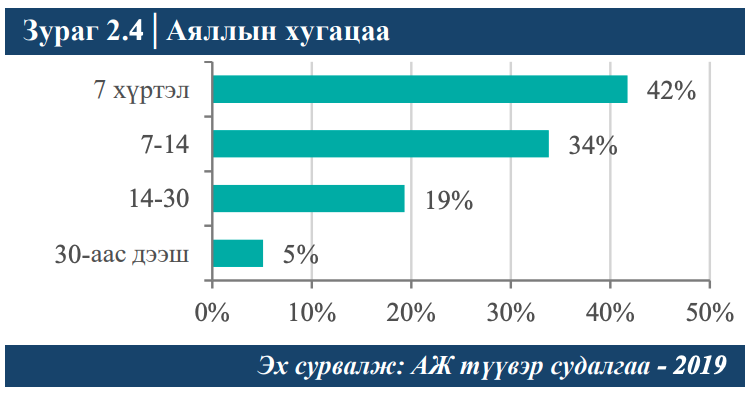 Зураг 2.4 | Аяллын хугацаа
7 хүртэл
42%
7-14
34%
14-30
19%
30-аас дээш
5%
0% 10% 20% 30% 40% 50%
Эх сурвалж: АЖ түүвэр судалгаа - 2019